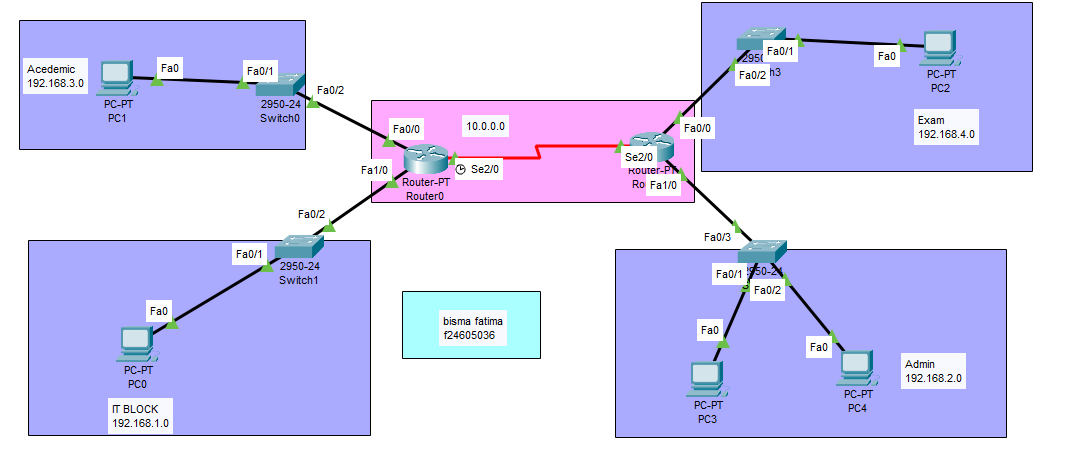 Acedemic
192.168.3.0
Fa0
Fa0/1
PC-PT
PC1
2950-24
Switch0
Fa0/2
Fa0/0
10.0.0.0
Fa1/0
Router-PT
Router0
Se2/0
Se2/0
Router-PT
Fa0/0
Fa1/0
Fa0/1
Fa0/2
Fa0
PC-PT
PC2
Exam
192.168.4.0
Fa0/2
Fa0/1
2950-24
Switch1
Fa0
PC-PT
PC0
IT BLOCK
192.168.1.0
bisma fatima
f24605036
Fa0/3
Fa0/1
Fa0/2
Fa0
Fa0
PC-PT
PC3
PC-PT
PC4
Admin
192.168.2.0